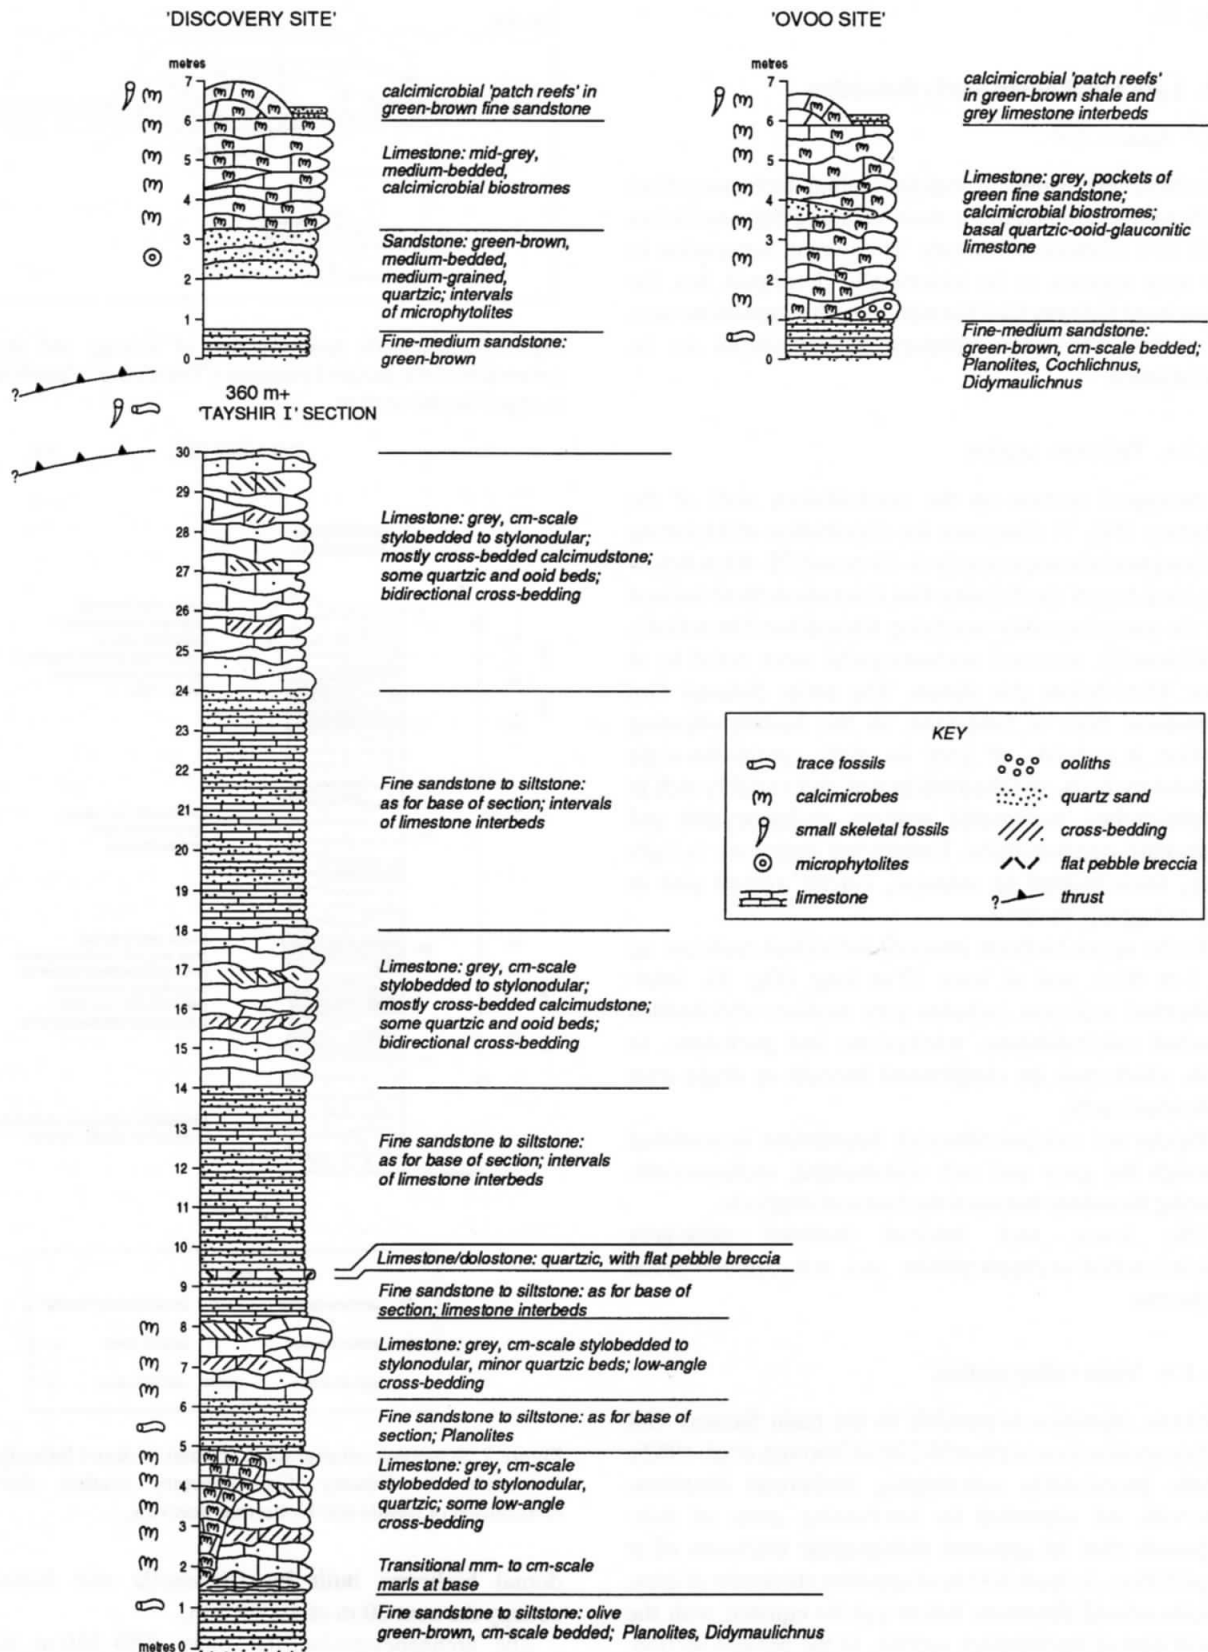 'DISCOVERY SITE'
metres
7
6
5
4
3
2
1
0
calcimicrobial 'patch reefs' in
green-brown fine sandstone
Limestone: mid-grey,
medium-bedded,
calcimicrobial biostromes
Sandstone: green-brown,
medium-bedded,
medium-grained,
quartzic; intervals
of microphytolites
Fine-medium sandstone:
green-brown
'OVOO SITE'
metres
7
6
5
4
3
2
1
0
calcimicrobial 'patch reefs'
in green-brown shale and
grey limestone interbeds
Limestone: grey, pockets of
green fine sandstone;
calcimicrobial biostromes;
basal quartzic-ooid-glauconitic
limestone
Fine-medium sandstone:
green-brown, cm-scale bedded;
Planolites, Cochlichnus,
Didymaulichnus
?
360 m+
'TAYSHIR I' SECTION
?
30
29
28
27
26
25
24
23
22
21
20
19
18
17
16
15
14
13
12
11
10
9
8
7
6
5
4
3
2
1
metres 0
Limestone: grey, cm-scale
stylobedded to stylonodular;
mostly cross-bedded calcimudstone;
some quartzic and ooid beds;
bidirectional cross-bedding
Fine sandstone to siltstone:
as for base of section; intervals
of limestone interbeds
Limestone: grey, cm-scale
stylobedded to stylonodular;
mostly cross-bedded calcimudstone;
some quartzic and ooid beds;
bidirectional cross-bedding
Fine sandstone to siltstone:
as for base of section; intervals
of limestone interbeds
Limestone/dolostone: quartzic, with flat pebble breccia
Fine sandstone to siltstone: as for base of
section; limestone interbeds
Limestone: grey, cm-scale stylobedded to
stylonodular, minor quartzic beds; low-angle
cross-bedding
Fine sandstone to siltstone: as for base of
section; Planolites
Limestone: grey, cm-scale
stylobedded to stylonodular,
quartzic; some low-angle
cross-bedding
Transitional mm- to cm-scale
marls at base
Fine sandstone to siltstone: olive
green-brown, cm-scale bedded; Planolites, Didymaulichnus
KEY
trace fossils
calcimicrobes
small skeletal fossils
microphytolites
limestone
ooliths
quartz sand
cross-bedding
flat pebble breccia
? thrust